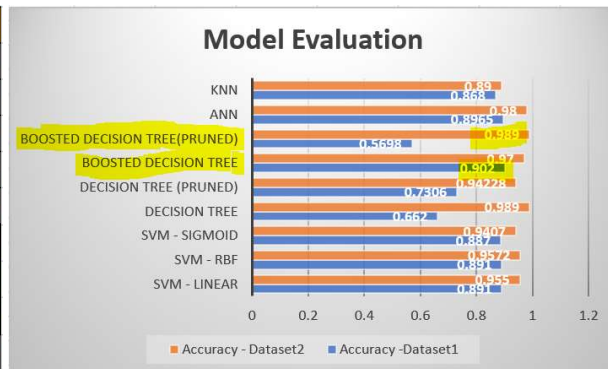 Model Evaluation
KNN
0.89
0.868
ANN
0.98
0.8965
BOOSTED DECISION TREE(PRUNED)
0.989
0.5698
BOOSTED DECISION TREE
0.97
0.902
DECISION TREE (PRUNED)
0.94228
0.7306
DECISION TREE
0.989
0.662
SVM - SIGMOID
0.9407
0.887
SVM - RBF
0.9572
0.891
SVM - LINEAR
0.955
0.891
0 0.2 0.4 0.6 0.8 1 1.2
Accuracy - Dataset2 Accuracy -Dataset1